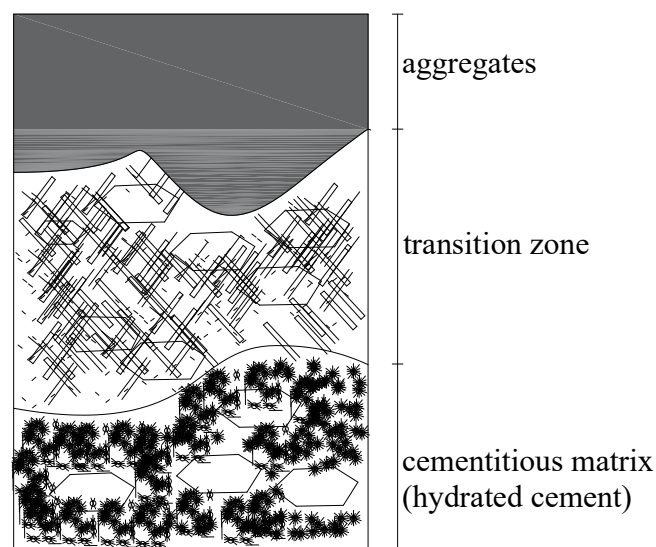 aggregates
transition zone
cementitious matrix
(hydrated cement)